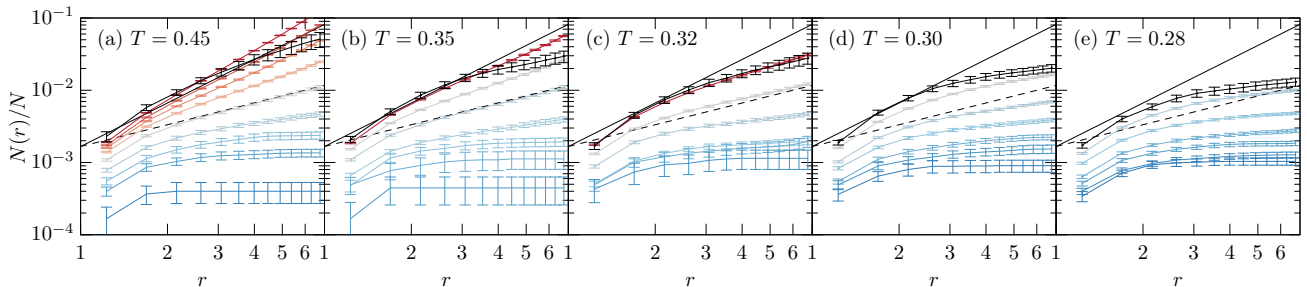 (a) T = 0.45
(b) T = 0.35
(c) T = 0.32
(d) T = 0.30
(e) T = 0.28
N(r)/N
10⁻¹
10⁻²
10⁻³
10⁻⁴
1 2 3 4 5 6 1 2 3 4 5 6 1 2 3 4 5 6 1 2 3 4 5 6 1 2 3 4 5 6
r r r r r